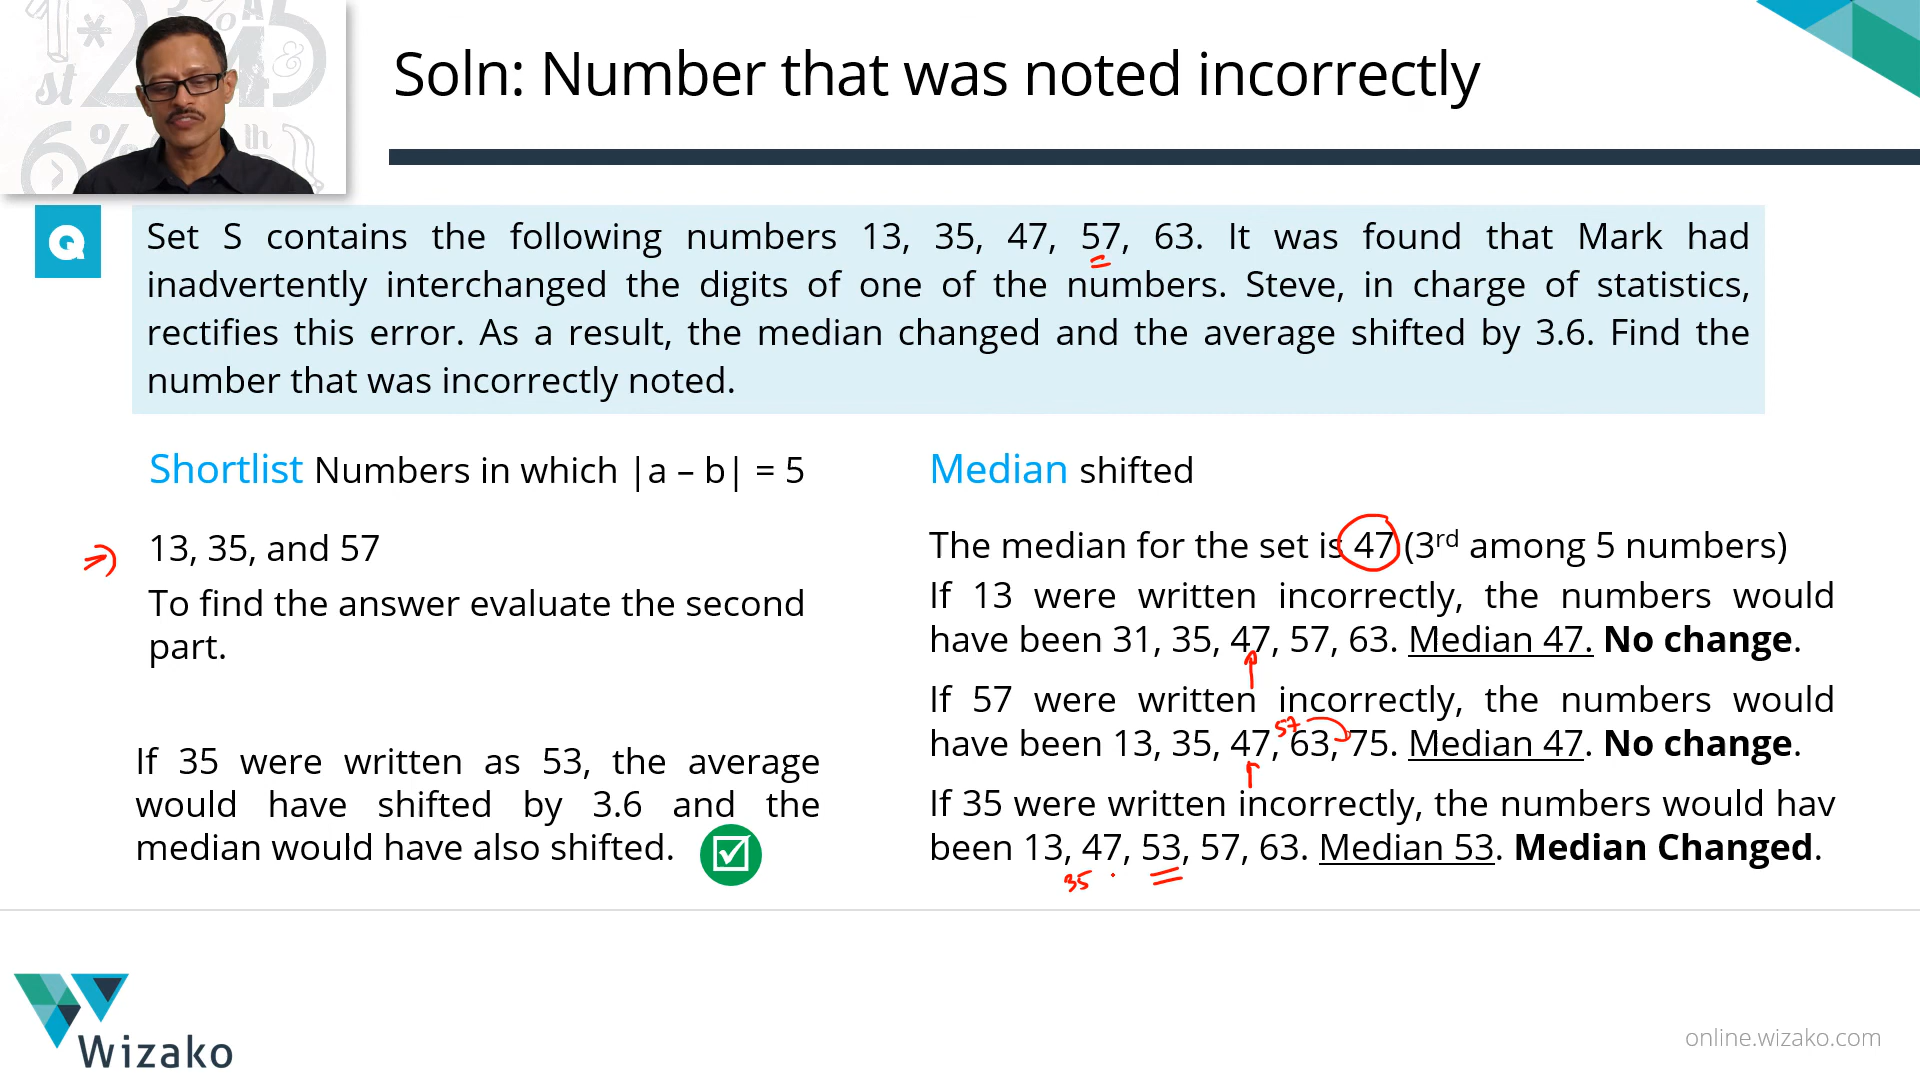 Soln: Number that was noted incorrectly
Q
Set S contains the following numbers 13, 35, 47, 57, 63. It was found that Mark had
inadvertently interchanged the digits of one of the numbers. Steve, in charge of statistics,
rectifies this error. As a result, the median changed and the average shifted by 3.6. Find the
number that was incorrectly noted.
Shortlist Numbers in which |a – b| = 5
13, 35, and 57
To find the answer evaluate the second
part.
If 35 were written as 53, the average
would have shifted by 3.6 and the
median would have also shifted.
Median shifted
The median for the set is 47 (3rd among 5 numbers)
If 13 were written incorrectly, the numbers would
have been 31, 35, 47, 57, 63. Median 47. No change.
If 57 were written incorrectly, the numbers would
57
have been 13, 35, 47, 63, 75. Median 47. No change.
If 35 were written incorrectly, the numbers would hav
been 13, 47, 53, 57, 63. Median 53. Median Changed.
35
Wizako
online.wizako.com